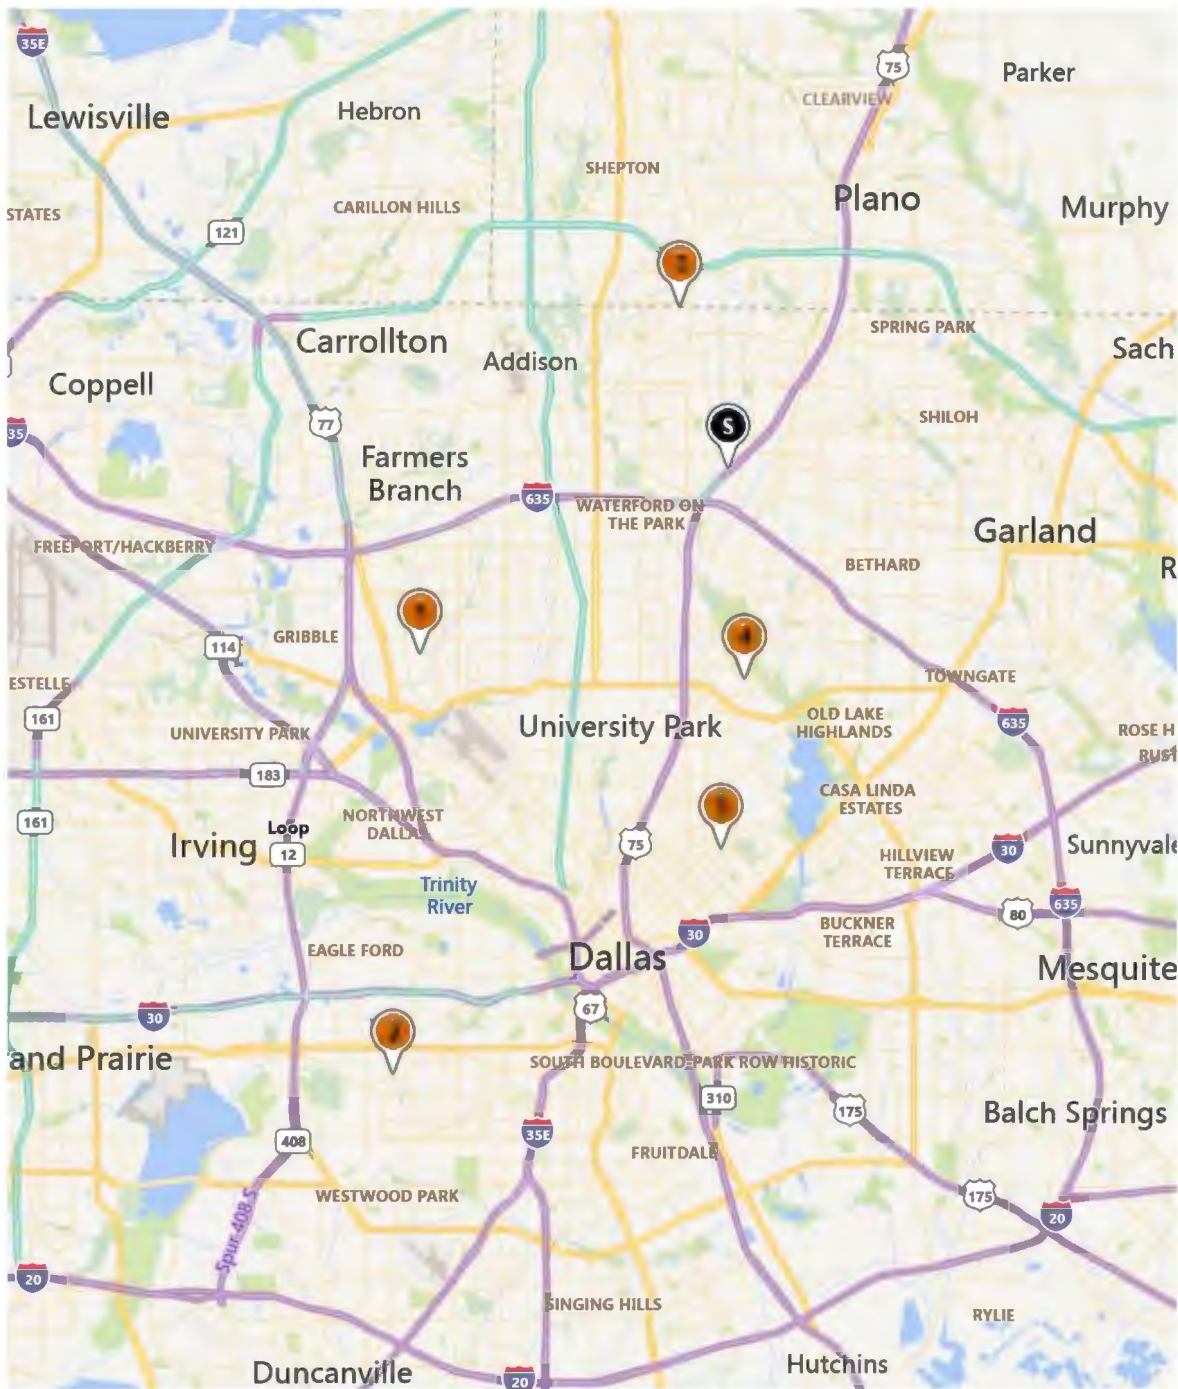 35E
75
Parker
CLEARVIEW
Lewisville
Hebron
SHEPTON
Plano
STATES
CARILLON HILLS
Murphy
121
SPRING PARK
Carrollton
Addison
Sach
Coppell
SHILOH
77
S
35
Farmers
Branch
635
WATERFORD ON
THE PARK
Garland
FREEPORT/HACKBERRY
BETHARD
R
GRIBBLE
114
4
ESTELLE
TOWNGATE
161
University Park
OLD LAKE
HIGHLANDS
635
UNIVERSITY PARK
ROSE H
RUST
183
CASA LINDA
ESTATES
161
NORTHWEST
DALLAS
Irving
Loop
12
75
30
Sunnyvale
HILLVIEW
TERRACE
Trinity
River
635
80
30
BUCKNER
TERRACE
EAGLE FORD
Dallas
Mesquite
67
30
and Prairie
SOUTH BOULEVARD-PARK ROW HISTORIC
310
175
Balch Springs
408
35E
FRUITDALE
WESTWOOD PARK
175
20
Spur 408 S
20
SINGING HILLS
RYLIE
Duncanville
20
Hutchins